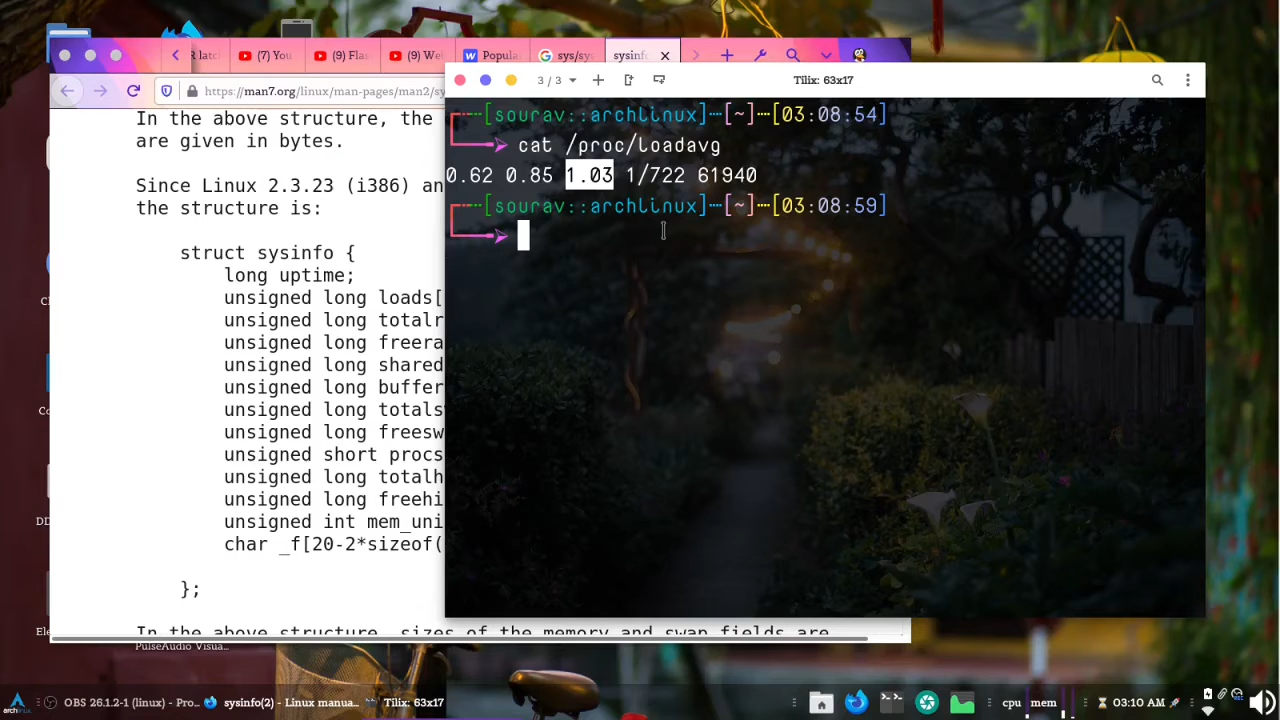 (7) You
(9) Flas
(9) We
Popula
sys/sy
sysinfo
https://man7.org/linux/man-pages/man2/sy
In the above structure, the
are given in bytes.
Since Linux 2.3.23 (i386) an
the structure is:
struct sysinfo {
long uptime;
unsigned long loads[
unsigned long totalr
unsigned long freera
unsigned long shared
unsigned long buffer
unsigned long totalsw
unsigned long freesw
unsigned short procs
unsigned long totalh
unsigned long freehi
unsigned int mem_uni
char _f[20-2*sizeof(
};
In the above structure, sizes of the memory and swap fields are
3 / 3
Tilix: 63x17
[sourav::archlinux]-[~]-[03:08:54]
cat /proc/loadavg
0.62 0.85 1.03 1/722 61940
[sourav::archlinux]-[~]-[03:08:59]
PulseAudio Visua...
archlinux
OBS 26.1.2-1 (linux) - Pro...
sysinfo(2) - Linux manua...
Tilix: 63x17
cpu
mem
03:10 AM